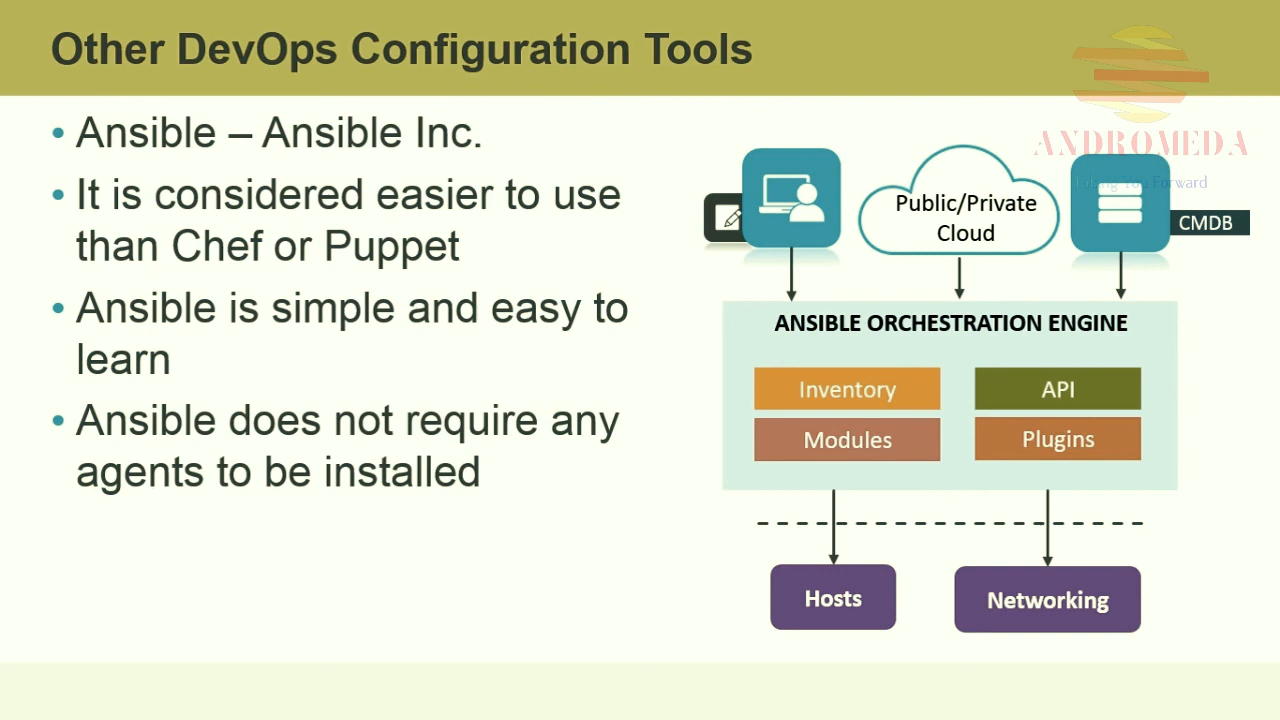 Other DevOps Configuration Tools
ANDROMEDA
• Ansible – Ansible Inc.
• It is considered easier to use
than Chef or Puppet
• Ansible is simple and easy to
learn
• Ansible does not require any
agents to be installed
Public/Private
Cloud
You Forward
CMDB
ANSIBLE ORCHESTRATION ENGINE
Inventory
API
Modules
Plugins
Hosts
Networking